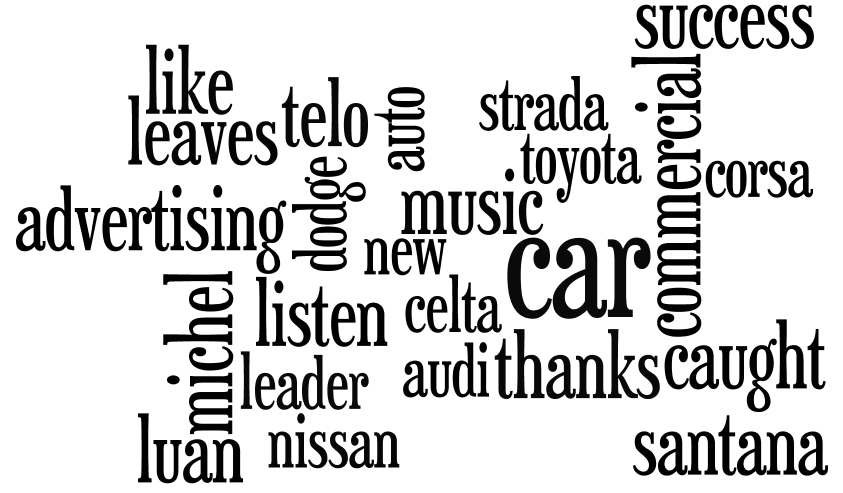 success
like
commercial
telo
auto
strada
leaves
toyota
corsa
dodge
music
advertising
new
car
michel
listen
celta
caught
thanks
audi
leader
luan
nissan
santana